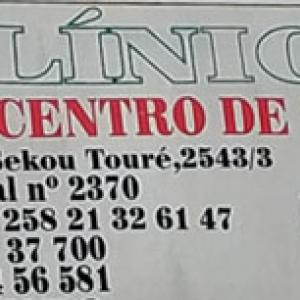 LÍNIC
CENTRO DE
Sekou Touré,2543/3
al nº 2370
258 21 32 61 47
37 700
56 581